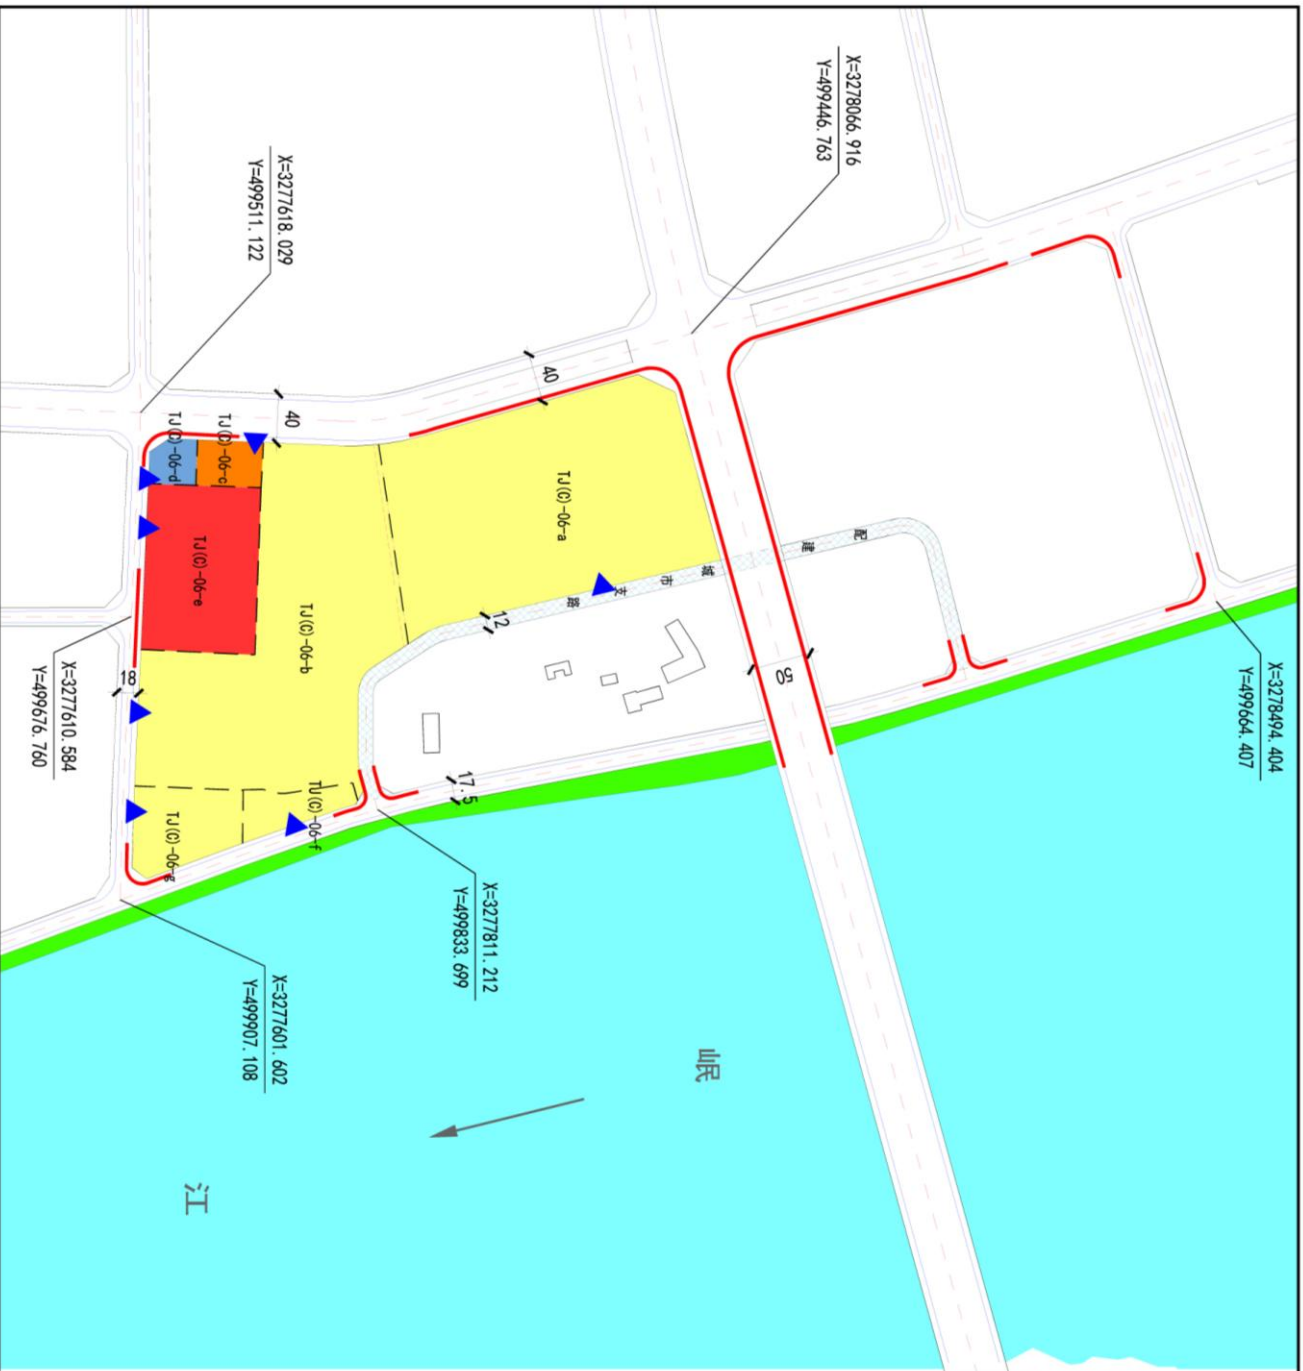 X=3278066.916
Y=499446.763
X=3277618.029
Y=499511.122
X=3278494.404
Y=499664.407
X=3277610.584
Y=499676.760
X=3277811.212
Y=499833.699
X=3277601.602
Y=499907.108
40
40
50
12
18
17.5
TJ(C)-06-a
TJ(C)-06-b
TJ(C)-06-c
TJ(C)-06-d
TJ(C)-06-e
TJ(C)-06-f
TJ(C)-06-g
配建城市支路
岷江